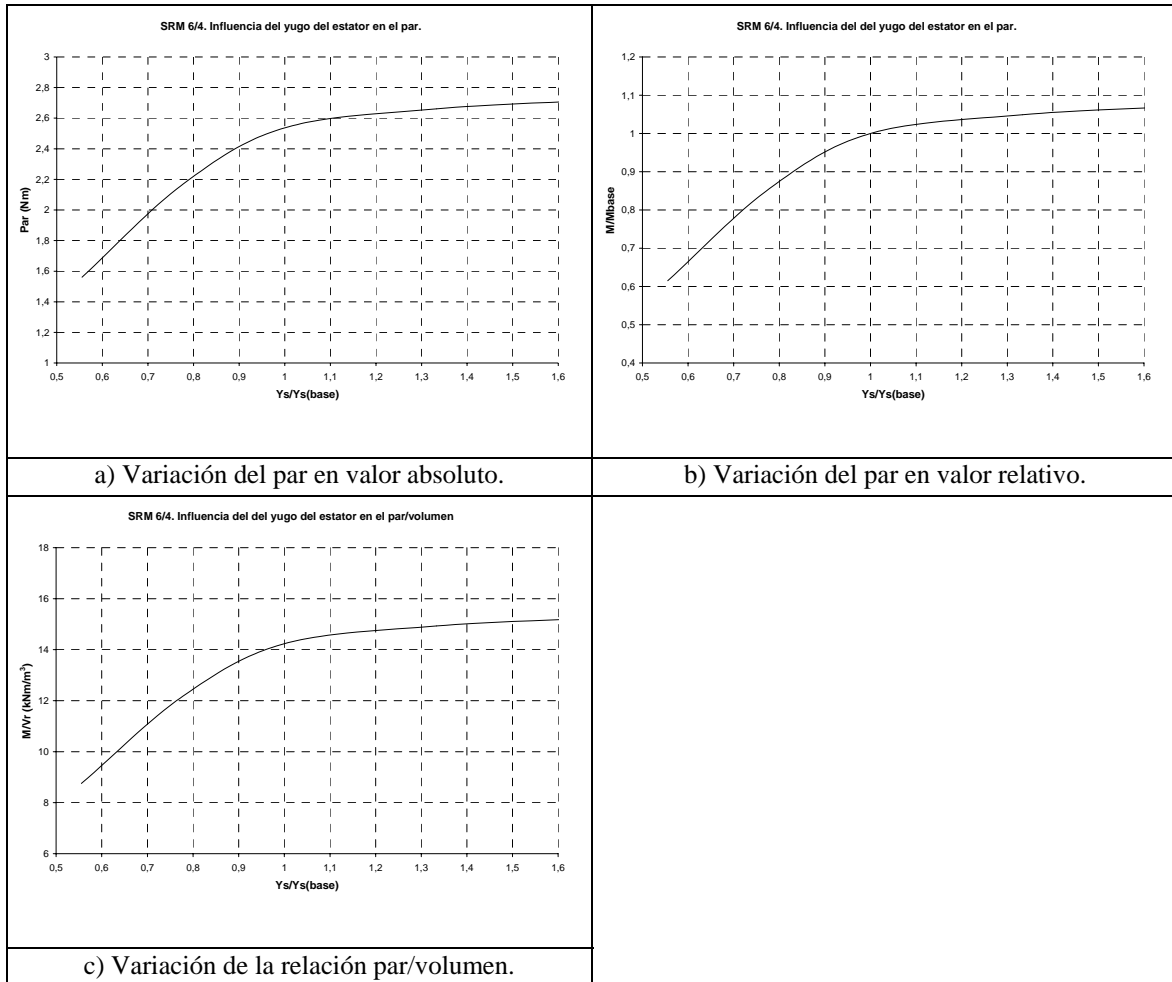 SRM 6/4. Influencia del yugo del estator en el par.
3
2,8
2,6
2,4
2,2
2
1,8
1,6
1,4
1,2
1
Par (Nm)
0,5 0,6 0,7 0,8 0,9 1 1,1 1,2 1,3 1,4 1,5 1,6
Ys/Ys(base)
a) Variación del par en valor absoluto.
SRM 6/4. Influencia del del yugo del estator en el par.
1,2
1,1
1
0,9
0,8
0,7
0,6
0,5
0,4
M/Mbase
0,5 0,6 0,7 0,8 0,9 1 1,1 1,2 1,3 1,4 1,5 1,6
Ys/Ys(base)
b) Variación del par en valor relativo.
SRM 6/4. Influencia del del yugo del estator en el par/volumen
18
16
14
12
10
8
6
M/Vr (kNm/m³)
0,5 0,6 0,7 0,8 0,9 1 1,1 1,2 1,3 1,4 1,5 1,6
Ys/Ys(base)
c) Variación de la relación par/volumen.